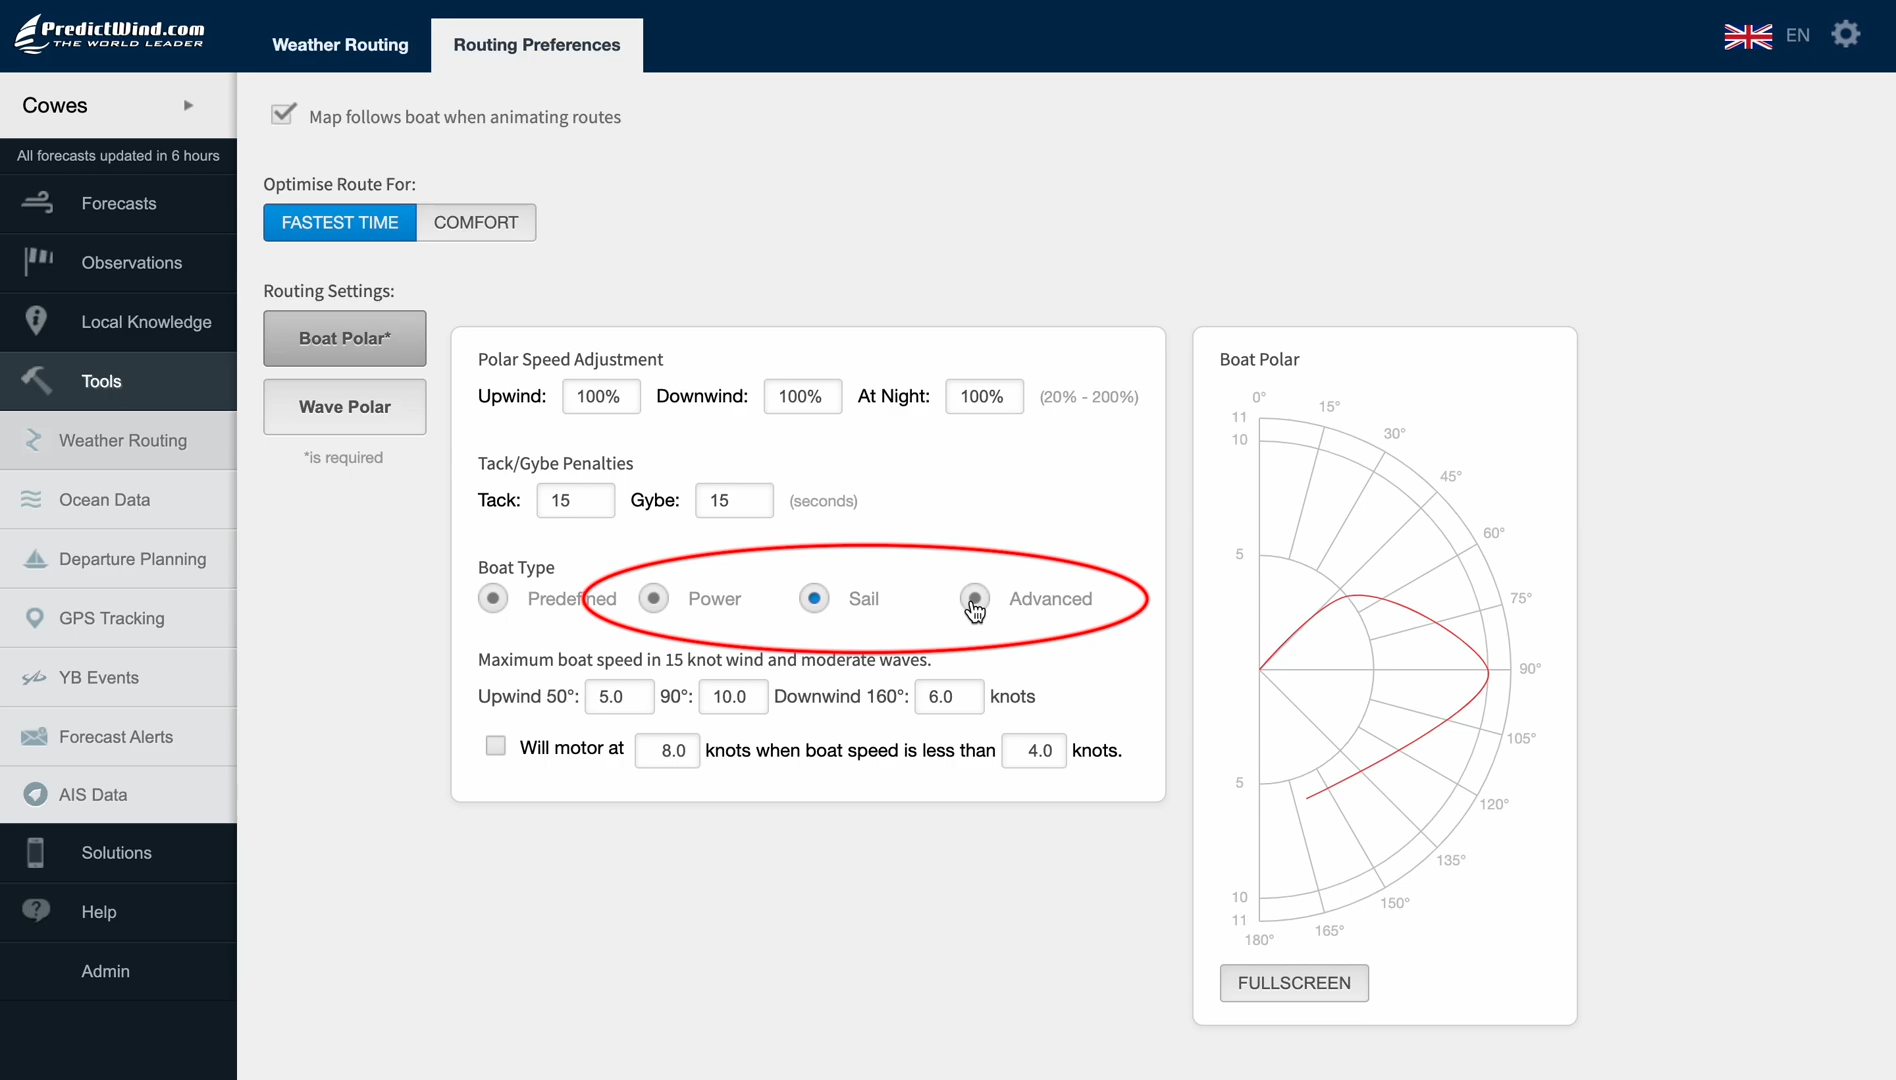 PredictWind.com
THE WORLD LEADER
Weather Routing
Routing Preferences
EN
Cowes
All forecasts updated in 6 hours
Forecasts
Observations
Local Knowledge
Tools
Weather Routing
Ocean Data
Departure Planning
GPS Tracking
YB Events
Forecast Alerts
AIS Data
Solutions
Help
Admin
Map follows boat when animating routes
Optimise Route For:
FASTEST TIME COMFORT
Routing Settings:
Boat Polar*
Wave Polar
*is required
Polar Speed Adjustment
Upwind: 100% Downwind: 100% At Night: 100% (20% - 200%)
Tack/Gybe Penalties
Tack: 15 Gybe: 15 (seconds)
Boat Type
Predefined Power Sail Advanced
Maximum boat speed in 15 knot wind and moderate waves.
Upwind 50°: 5.0 90°: 10.0 Downwind 160°: 6.0 knots
Will motor at 8.0 knots when boat speed is less than 4.0 knots.
Boat Polar
0°
11
15°
10
30°
45°
60°
5
75°
90°
105°
5
120°
135°
10
150°
11
165°
180°
FULLSCREEN